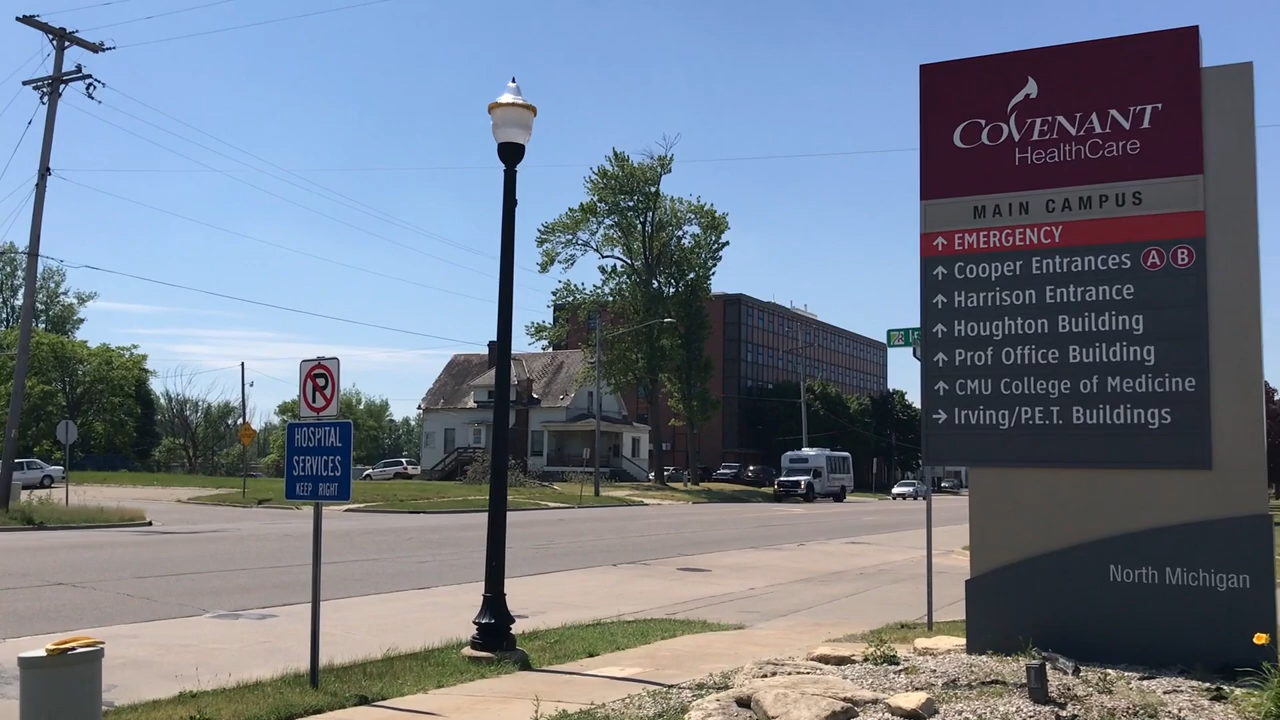 COVENANT
HealthCare
MAIN CAMPUS
↑ EMERGENCY
↑ Cooper Entrances A B
↑ Harrison Entrance
↑ Houghton Building
↑ Prof Office Building
↑ CMU College of Medicine
→ Irving/P.E.T. Buildings
North Michigan
P
HOSPITAL
SERVICES
KEEP RIGHT